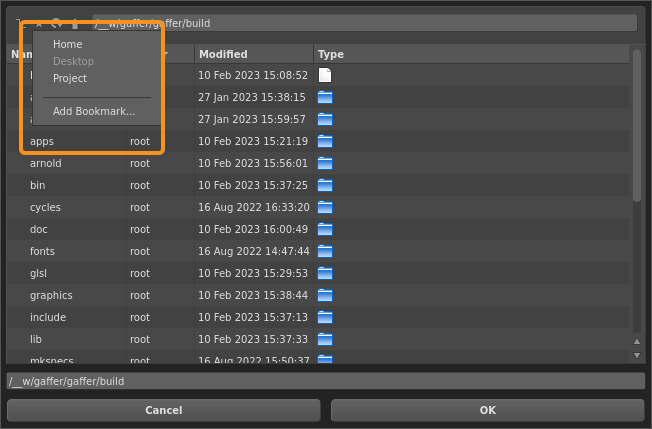 /__w/gaffer/gaffer/build
Home
Desktop
Project
Add Bookmark...
Modified Type
10 Feb 2023 15:08:52
27 Jan 2023 15:38:15
27 Jan 2023 15:59:57
apps root 10 Feb 2023 15:21:19
arnold root 10 Feb 2023 15:56:01
bin root 10 Feb 2023 15:37:25
cycles root 16 Aug 2022 16:33:20
doc root 10 Feb 2023 16:00:49
fonts root 16 Aug 2022 14:47:44
glsl root 10 Feb 2023 15:29:53
graphics root 10 Feb 2023 15:38:44
include root 10 Feb 2023 15:37:13
lib root 10 Feb 2023 15:37:33
mkspecs root 16 Aug 2022 15:50:37
/__w/gaffer/gaffer/build
Cancel OK